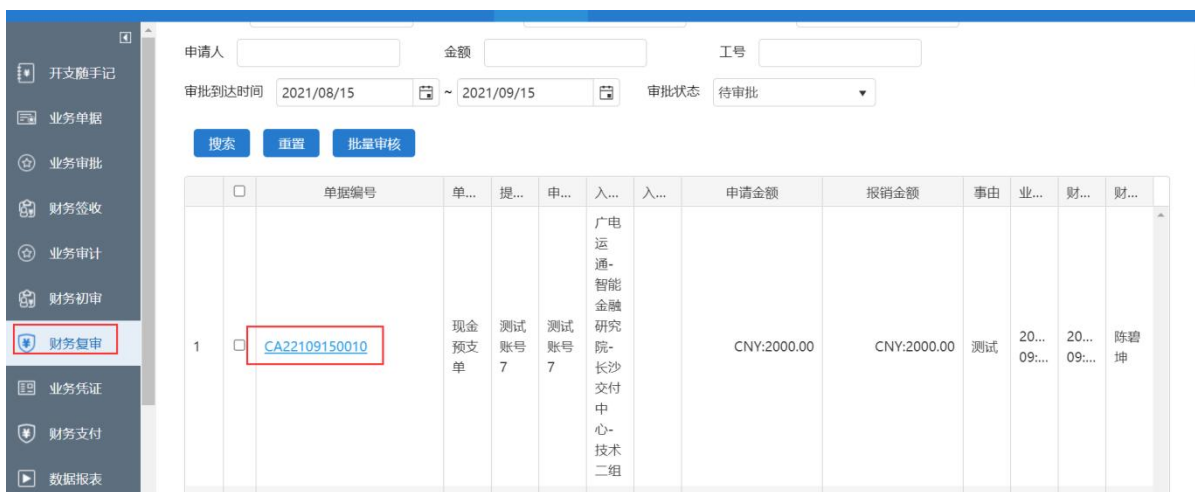 申请人 金额 工号
开支随手记
审批到达时间 2021/08/15 ~ 2021/09/15 审批状态 待审批
业务单据
搜索 重置 批量审核
业务审批
单据编号 单... 提... 申... 入... 入... 申请金额 报销金额 事由 业... 财... 财...
财务签收
业务审计
财务初审
财务复审
业务凭证
财务支付
数据报表
1 CA22109150010
现金
预支
单
测试
账号
7
测试
账号
7
广电
运
通-
智能
金融
研究
院-
长沙
交付
中
心-
技术
二组
CNY:2000.00 CNY:2000.00 测试
20...
09:...
20...
09:...
陈碧
坤